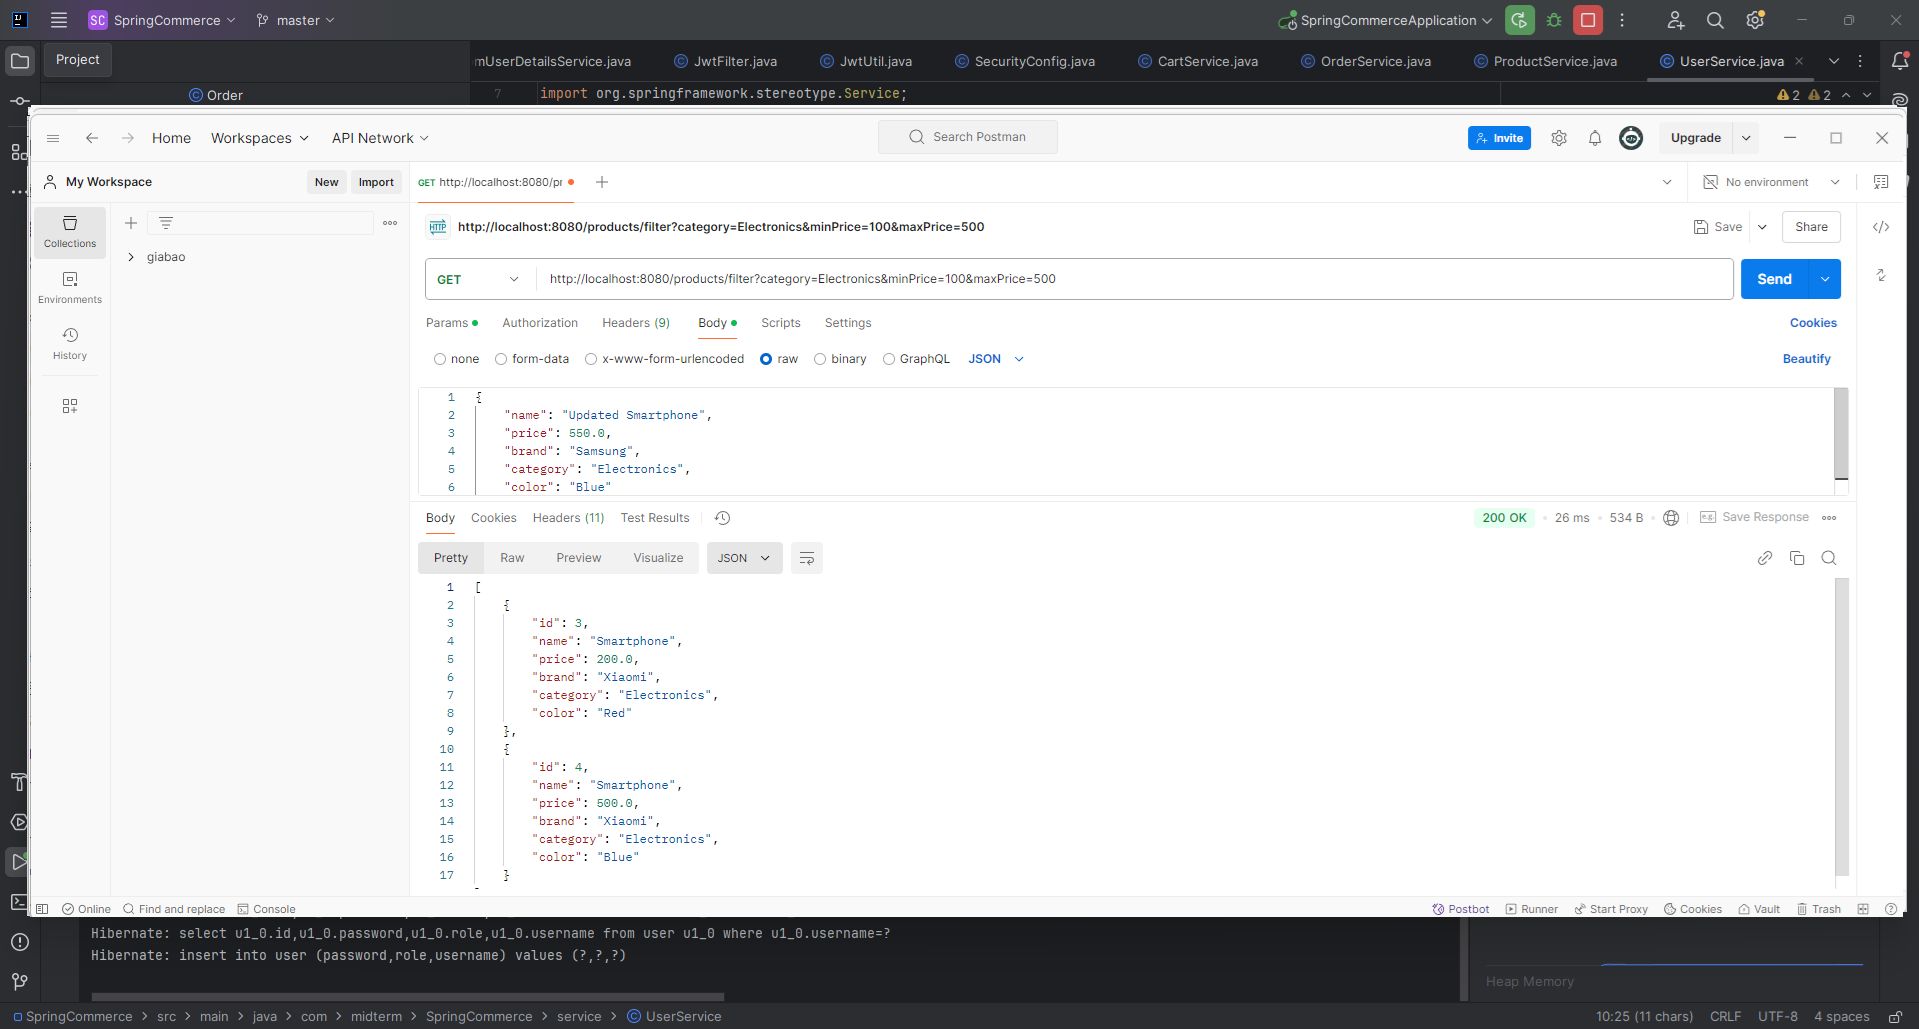 SC SpringCommerce master SpringCommerceApplication
Project
mUserDetailsService.java JwtFilter.java JwtUtil.java SecurityConfig.java CartService.java OrderService.java ProductService.java UserService.java
Order
7 import org.springframework.stereotype.Service;
2 2
Home Workspaces API Network Search Postman Invite Upgrade
My Workspace New Import GET http://localhost:8080/pr No environment
Collections
giabao
Environments
History
HTTP http://localhost:8080/products/filter?category=Electronics&minPrice=100&maxPrice=500 Save Share
GET http://localhost:8080/products/filter?category=Electronics&minPrice=100&maxPrice=500 Send
Params Authorization Headers (9) Body Scripts Settings Cookies
none form-data x-www-form-urlencoded raw binary GraphQL JSON Beautify
1 {
2 "name": "Updated Smartphone",
3 "price": 550.0,
4 "brand": "Samsung",
5 "category": "Electronics",
6 "color": "Blue"
Body Cookies Headers (11) Test Results 200 OK 26 ms 534 B e.g. Save Response
Pretty Raw Preview Visualize JSON
1 [
2 {
3 "id": 3,
4 "name": "Smartphone",
5 "price": 200.0,
6 "brand": "Xiaomi",
7 "category": "Electronics",
8 "color": "Red"
9 },
10 {
11 "id": 4,
12 "name": "Smartphone",
13 "price": 500.0,
14 "brand": "Xiaomi",
15 "category": "Electronics",
16 "color": "Blue"
17 }
Online Find and replace Console Postbot Runner Start Proxy Cookies Vault Trash
Hibernate: select u1_0.id,u1_0.password,u1_0.role,u1_0.username from user u1_0 where u1_0.username=?
Hibernate: insert into user (password,role,username) values (?,?,?)
Heap Memory
SpringCommerce > src > main > java > com > midterm > SpringCommerce > service > UserService 10:25 (11 chars) CRLF UTF-8 4 spaces